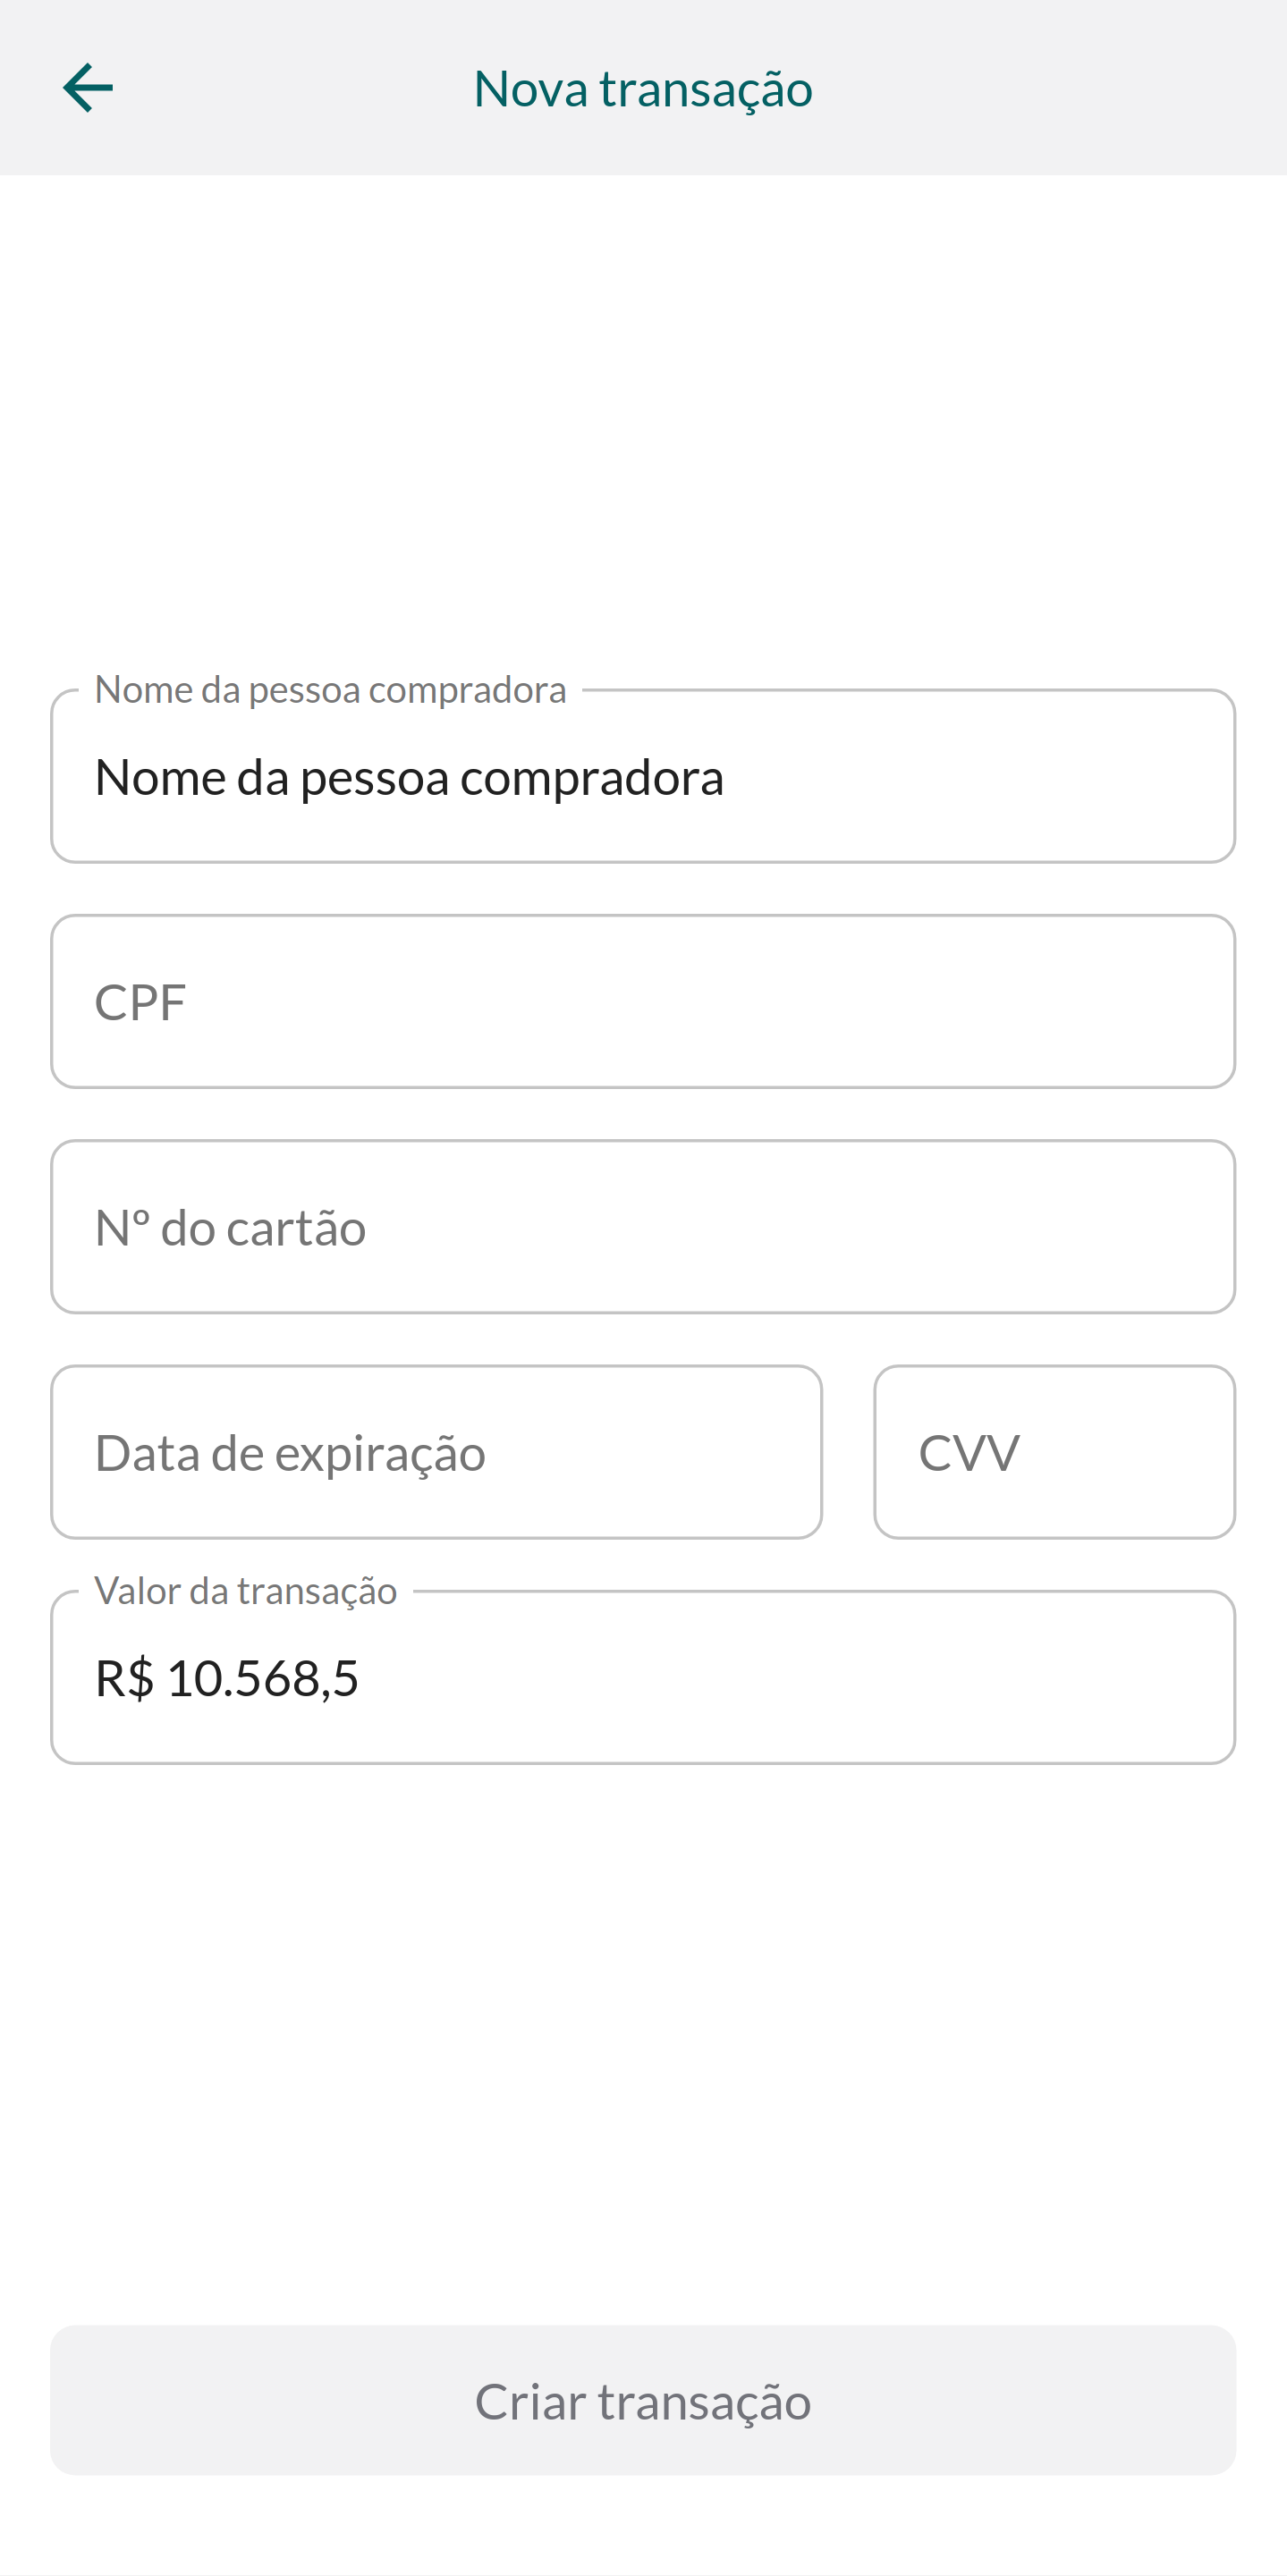 Nova transação
Nome da pessoa compradora
Nome da pessoa compradora
CPF
Nº do cartão
Data de expiração
CVV
Valor da transação
R$ 10.568,5
Criar transação